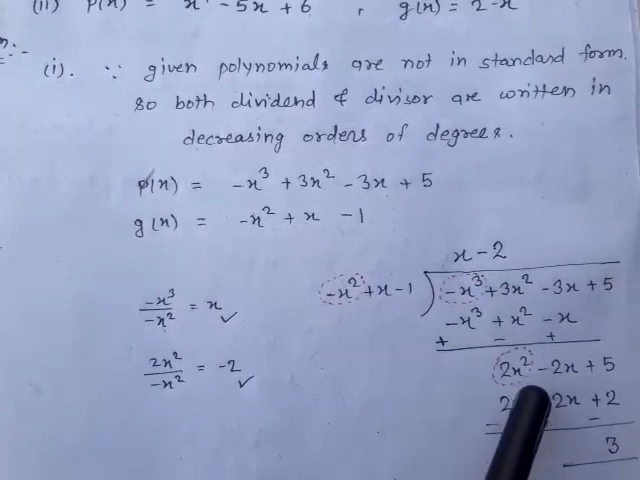 (ii) p(x) = x² - 5x + 6 , g(x) = 2-x
(i). ∵ given polynomials are not in standard form.
so both dividend & divisor are written in
decreasing orders of degrees.
p(x) = -x³ + 3x² - 3x + 5
g(x) = -x² + x - 1
x - 2
-x² + x - 1 ) -x³ + 3x² - 3x + 5
-x³ / -x² = x ✓
-x³ + x² - x
+ - +
2x² / -x² = -2 ✓
2x² - 2x + 5
2 2x + 2
- -
3